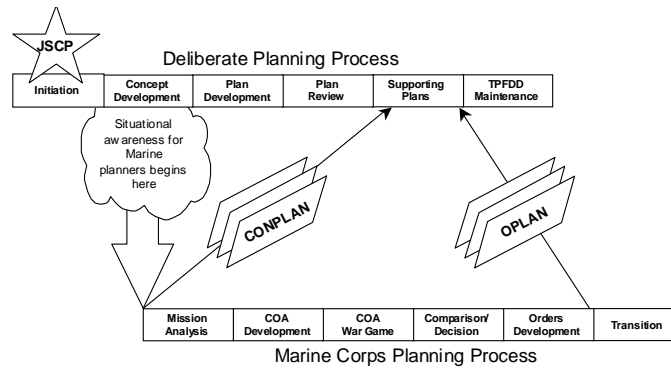 JSCP
Deliberate Planning Process
Initiation
Concept
Development
Plan
Development
Plan
Review
Supporting
Plans
TPFDD
Maintenance
Situational
awareness for
Marine
planners begins
here
CONPLAN
OPLAN
Mission
Analysis
COA
Development
COA
War Game
Comparison/
Decision
Orders
Development
Transition
Marine Corps Planning Process